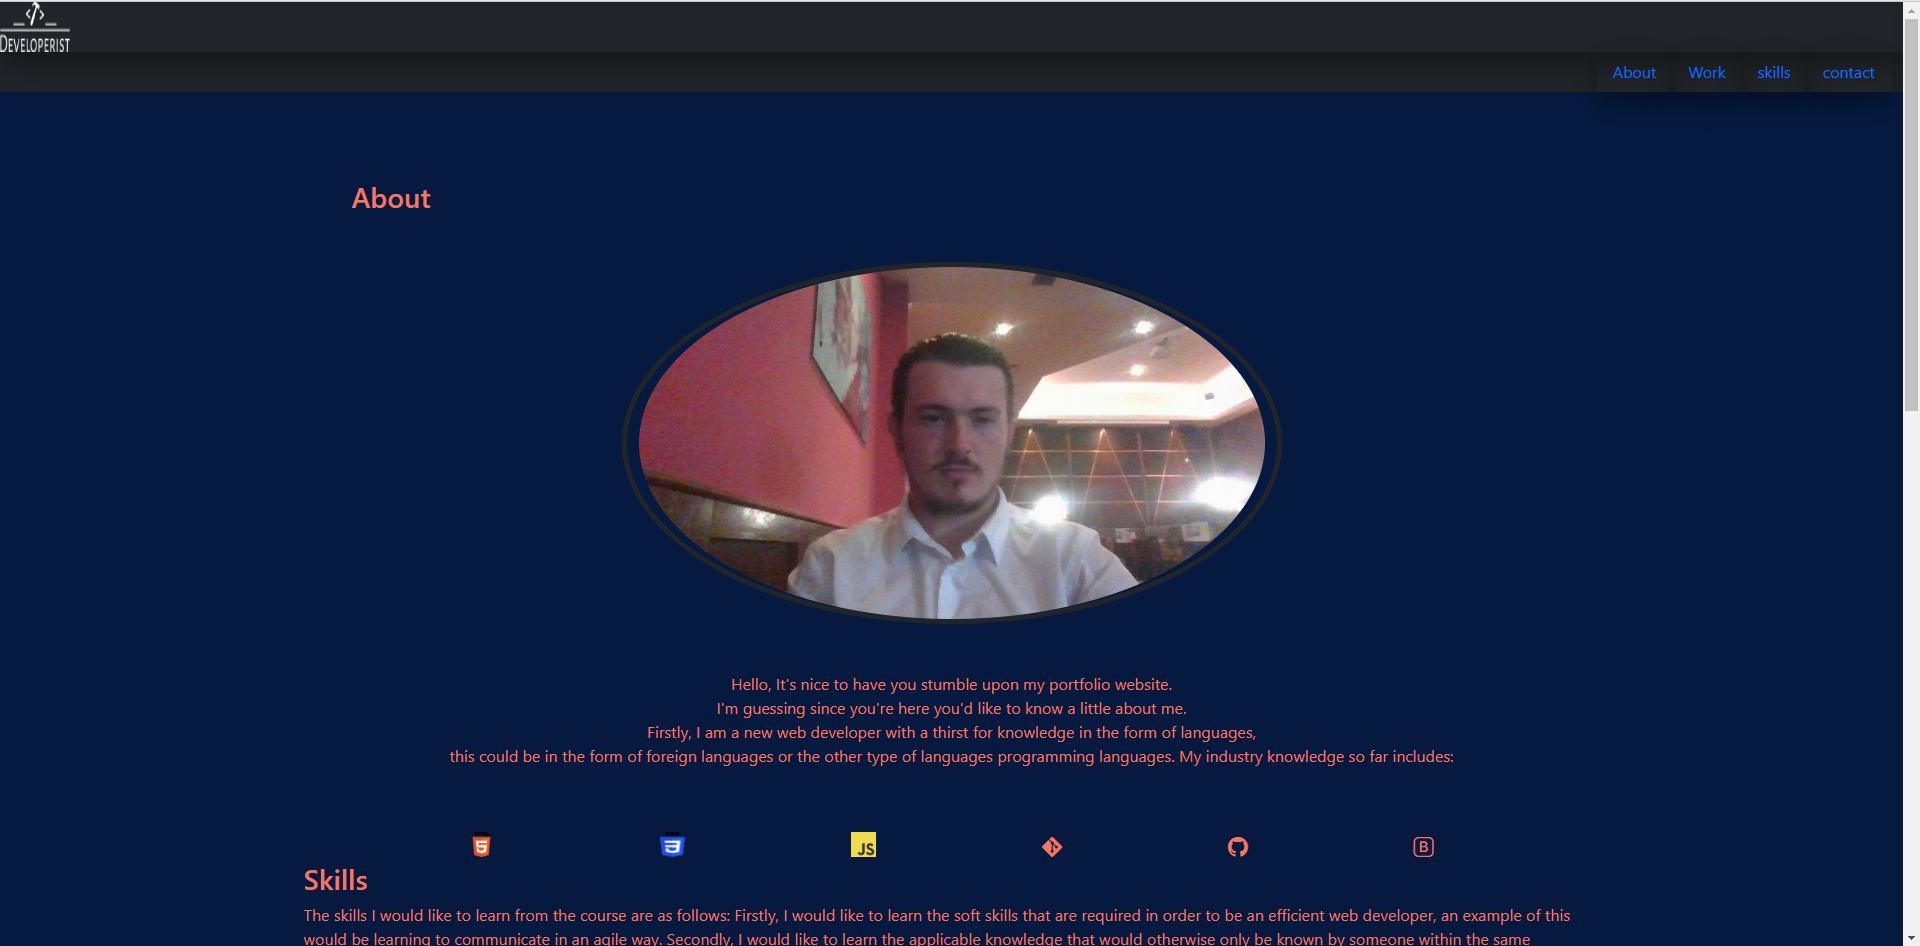 DEVELOPERIST
About Work skills contact
About
Hello, It's nice to have you stumble upon my portfolio website.
I'm guessing since you're here you'd like to know a little about me.
Firstly, I am a new web developer with a thirst for knowledge in the form of languages,
this could be in the form of foreign languages or the other type of languages programming languages. My industry knowledge so far includes:
5 3 JS B
Skills
The skills I would like to learn from the course are as follows: Firstly, I would like to learn the soft skills that are required in order to be an efficient web developer, an example of this
would be learning to communicate in an agile way. Secondly, I would like to learn the applicable knowledge that would otherwise only be known by someone within the same